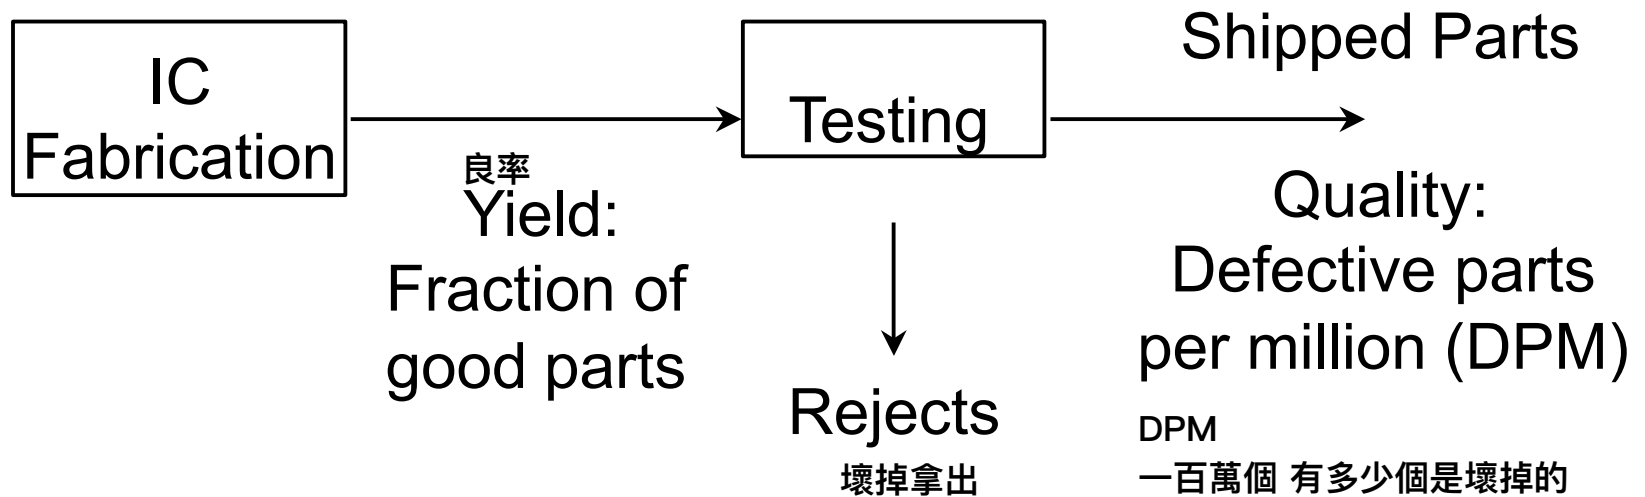 IC
Fabrication
良率
Yield:
Fraction of
good parts
Testing
Rejects
壞掉拿出
Shipped Parts
Quality:
Defective parts
per million (DPM)
DPM
一百萬個 有多少個是壞掉的